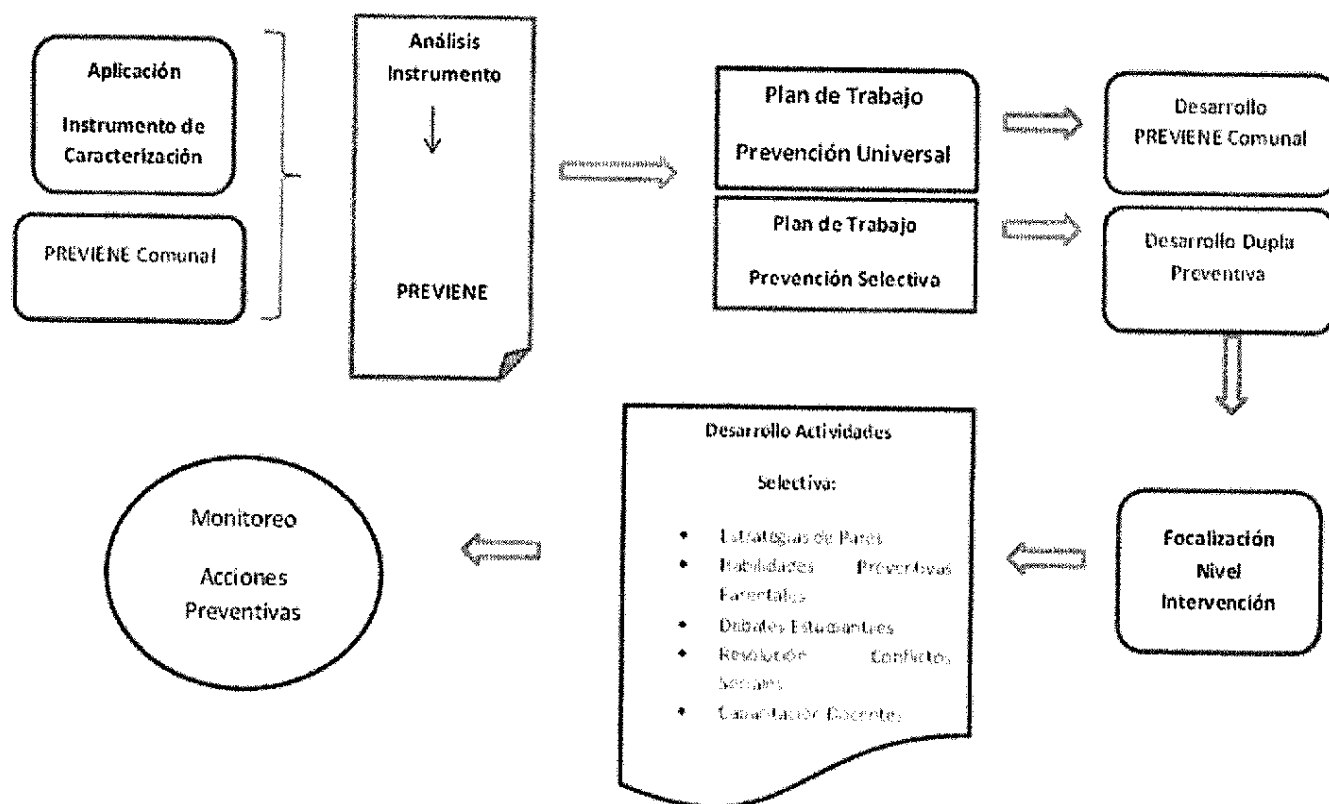 Aplicación
Instrumento de
Caracterización
PREVIENE Comunal
Análisis
Instrumento
PREVIENE
Plan de Trabajo
Prevención Universal
Plan de Trabajo
Prevención Selectiva
Desarrollo
PREVIENE Comunal
Desarrollo Dupla
Preventiva
Focalización
Nivel
Intervención
Desarrollo Actividades
Selectiva:
Estrategias de Pares
Habilidades Preventivas
Parentales
Debates Estudiantiles
Resolución Conflictos
Sociales
Capacitación Docentes
Monitoreo
Acciones
Preventivas